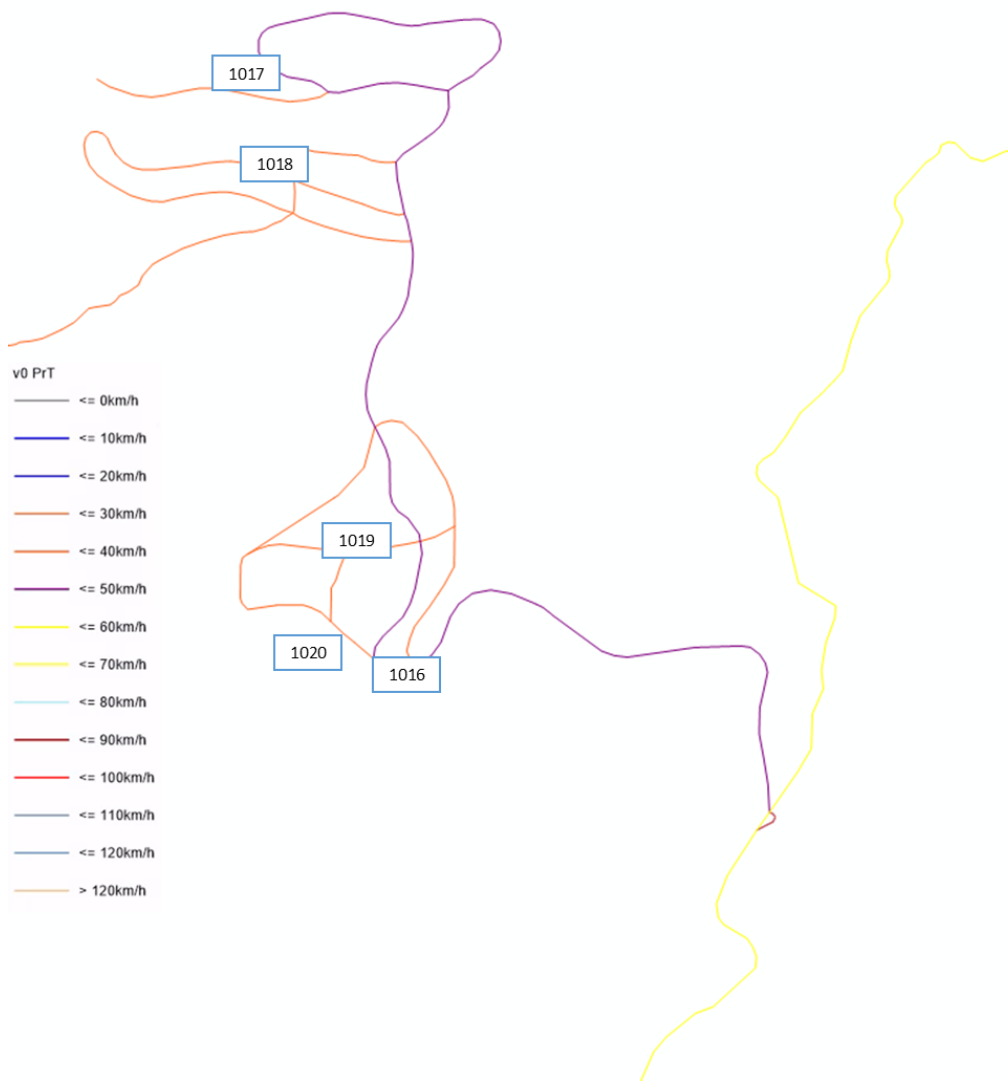 1017
1018
v0 PrT
<= 0km/h
<= 10km/h
<= 20km/h
<= 30km/h
<= 40km/h
<= 50km/h
<= 60km/h
<= 70km/h
<= 80km/h
<= 90km/h
<= 100km/h
<= 110km/h
<= 120km/h
> 120km/h
1019
1020
1016